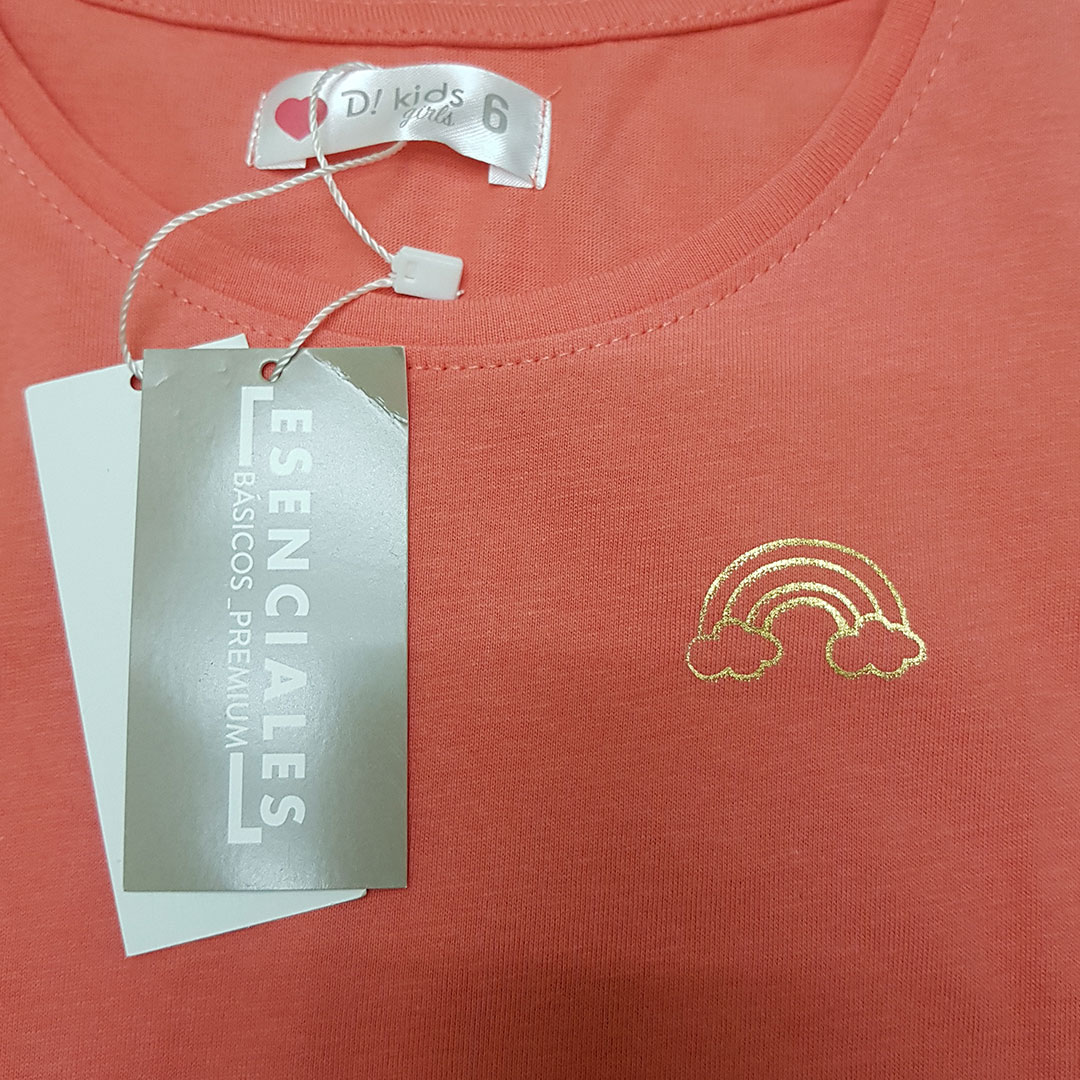 D! kids 6
girls
ESENCIALES
BÁSICOS_PREMIUM